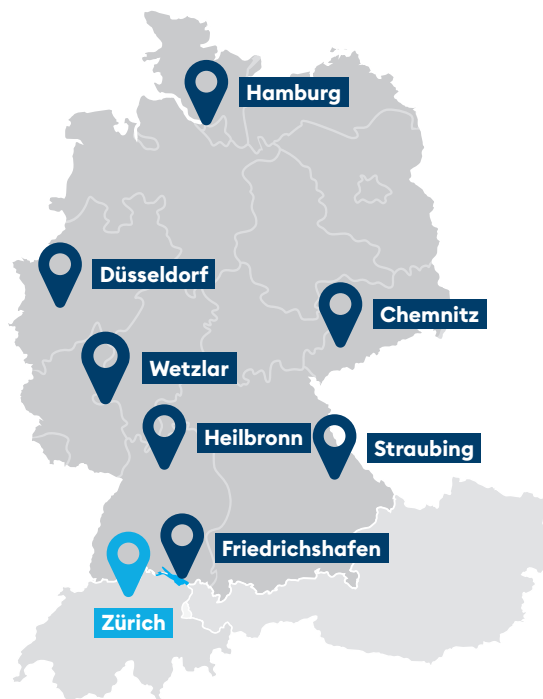 Hamburg
Düsseldorf
Chemnitz
Wetzlar
Heilbronn
Straubing
Friedrichshafen
Zürich